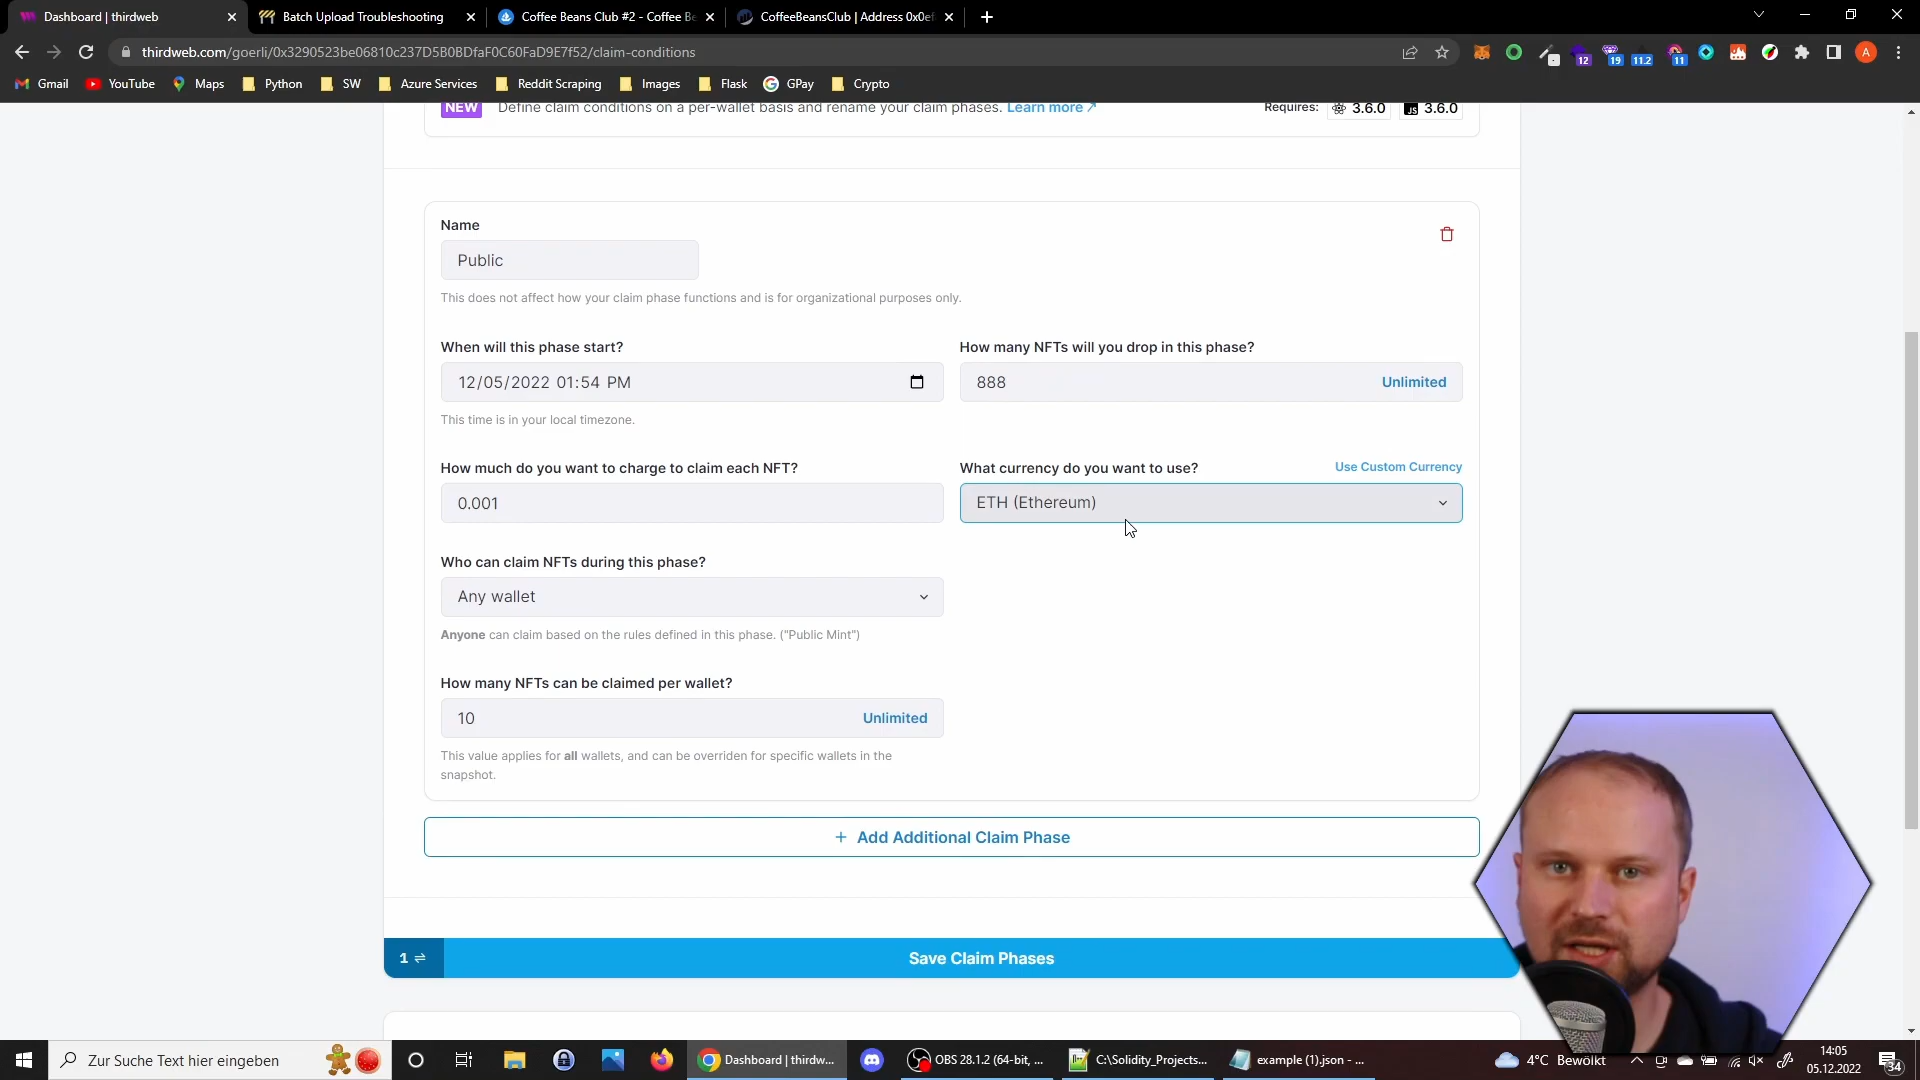 Dashboard | thirdweb
Batch Upload Troubleshooting
Coffee Beans Club #2 - Coffee Be
CoffeeBeansClub | Address 0x0ef
thirdweb.com/goerli/0x3290523be06810c237D5B0BDfaF0C60FaD9E7f52/claim-conditions
12
19
11.2
11
A
Gmail
YouTube
Maps
Python
SW
Azure Services
Reddit Scraping
Images
Flask
GPay
Crypto
NEW
Define claim conditions on a per-wallet basis and rename your claim phases. Learn more
Requires:
3.6.0
JS 3.6.0
Name
Public
This does not affect how your claim phase functions and is for organizational purposes only.
When will this phase start?
12/05/2022 01:54 PM
This time is in your local timezone.
How many NFTs will you drop in this phase?
888
Unlimited
How much do you want to charge to claim each NFT?
0.001
What currency do you want to use?
Use Custom Currency
ETH (Ethereum)
Who can claim NFTs during this phase?
Any wallet
Anyone can claim based on the rules defined in this phase. ("Public Mint")
How many NFTs can be claimed per wallet?
10
Unlimited
This value applies for all wallets, and can be overriden for specific wallets in the
snapshot.
+ Add Additional Claim Phase
1
Save Claim Phases
Zur Suche Text hier eingeben
Dashboard | thirdw...
OBS 28.1.2 (64-bit, ...
C:\Solidity_Projects...
example (1).json - ...
4°C Bewölkt
14:05
05.12.2022
34